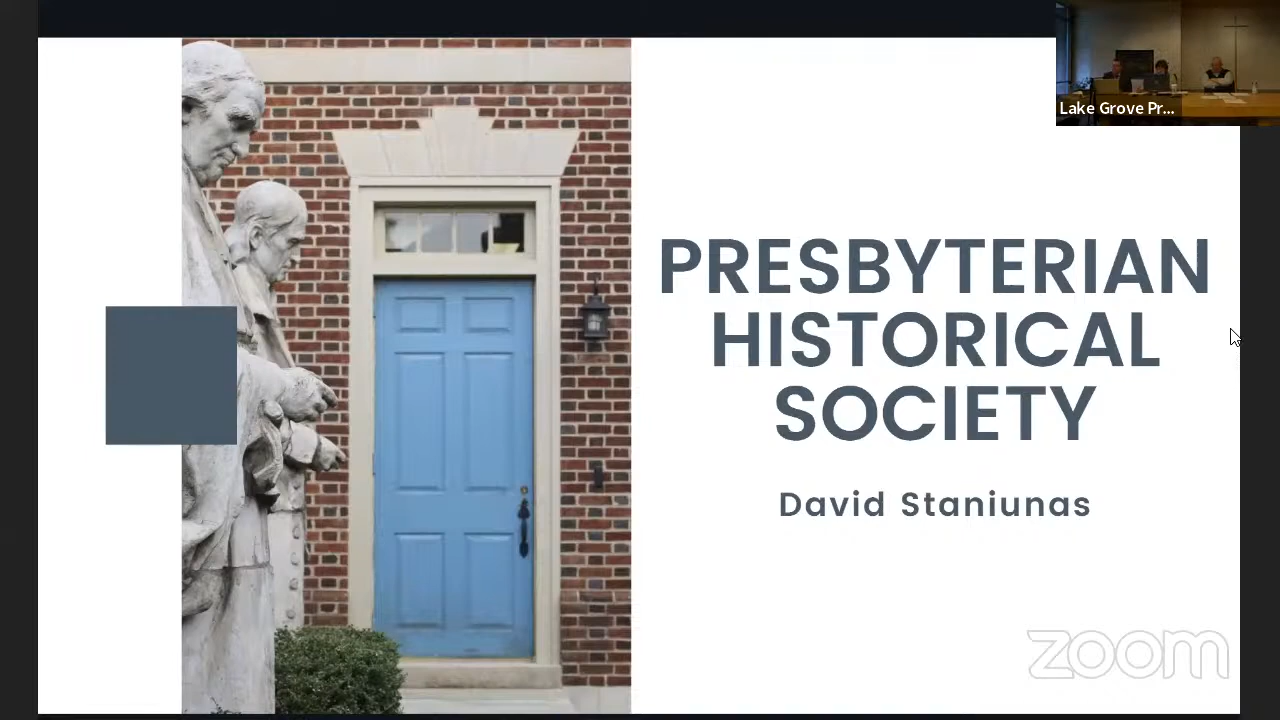 Lake Grove Pr...
PRESBYTERIAN
HISTORICAL
SOCIETY
David Staniunas
zoom